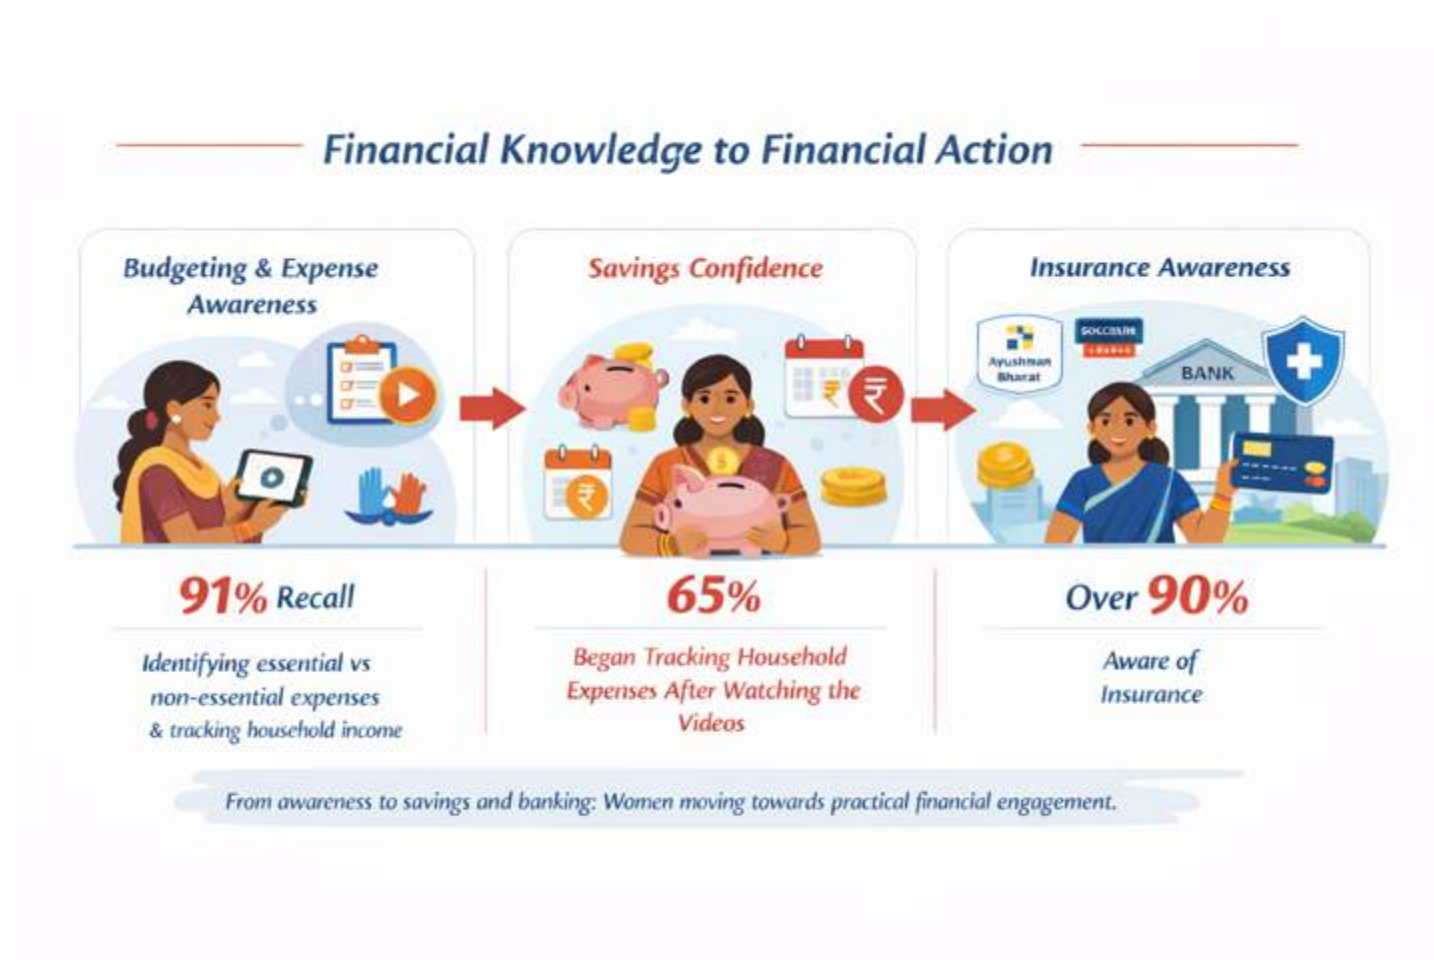 Financial Knowledge to Financial Action
Budgeting & Expense
Awareness
Savings Confidence
Insurance Awareness
Ayushman
Bharat
BANK
91% Recall
Identifying essential vs
non-essential expenses
& tracking household income
65%
Began Tracking Household
Expenses After Watching the
Videos
Over 90%
Aware of
Insurance
From awareness to savings and banking: Women moving towards practical financial engagement.